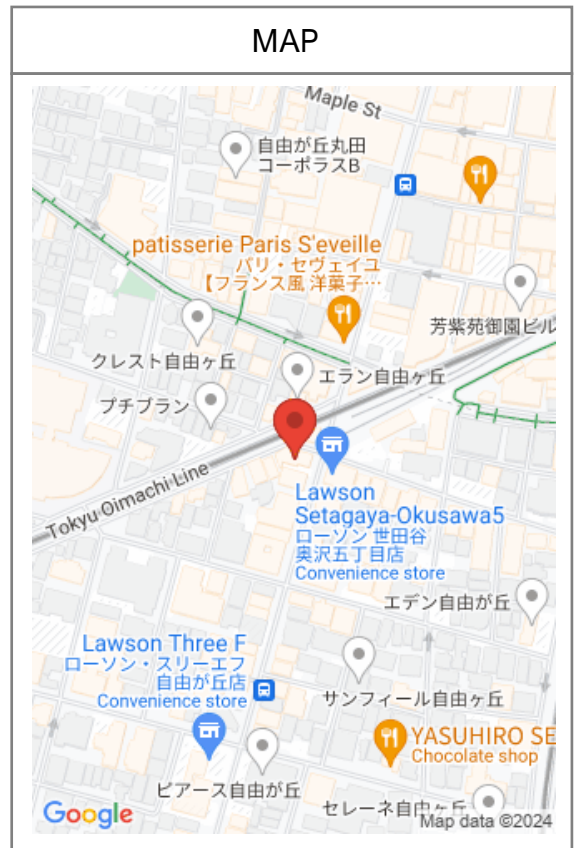 MAP
Maple St
自由が丘丸田
コーポラスB
patisserie Paris S'eveille
パリ・セヴェイユ
【フランス風 洋菓子…
芳紫苑御園ビル
クレスト自由ヶ丘
エラン自由ヶ丘
プチブラン
Tokyu Oimachi Line
Lawson
Setagaya-Okusawa5
ローソン 世田谷
奥沢五丁目店
Convenience store
エデン自由が丘
Lawson Three F
ローソン・スリーエフ
自由が丘店
Convenience store
サンフィール自由ヶ丘
YASUHIRO SE
Chocolate shop
ピアース自由が丘
セレーネ自由ヶ丘
Google
Map data ©2024